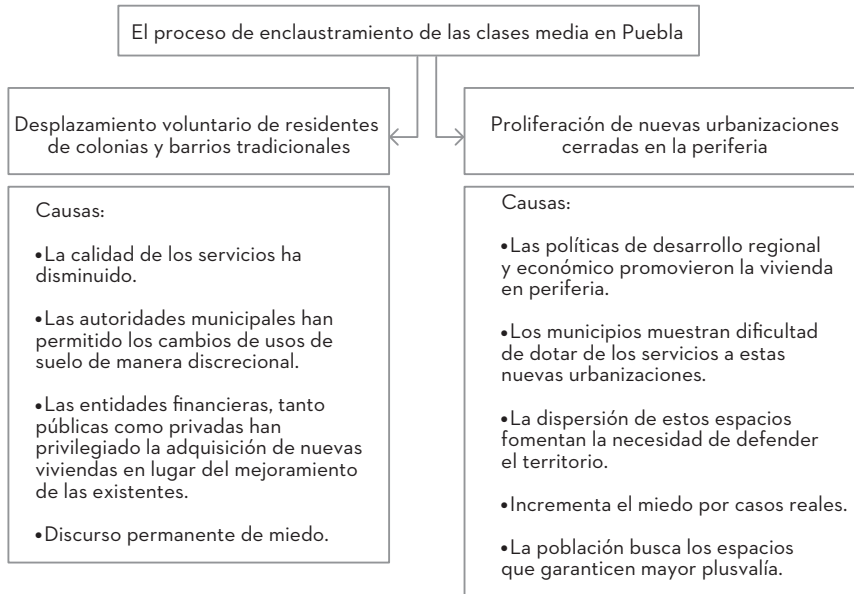 El proceso de enclaustramiento de las clases media en Puebla
Desplazamiento voluntario de residentes
de colonias y barrios tradicionales
Causas:
•La calidad de los servicios ha
disminuido.
•Las autoridades municipales han
permitido los cambios de usos de
suelo de manera discrecional.
•Las entidades financieras, tanto
públicas como privadas han
privilegiado la adquisición de nuevas
viviendas en lugar del mejoramiento
de las existentes.
•Discurso permanente de miedo.
Proliferación de nuevas urbanizaciones
cerradas en la periferia
Causas:
•Las políticas de desarrollo regional
y económico promovieron la vivienda
en periferia.
•Los municipios muestran dificultad
de dotar de los servicios a estas
nuevas urbanizaciones.
•La dispersión de estos espacios
fomentan la necesidad de defender
el territorio.
•Incrementa el miedo por casos reales.
•La población busca los espacios
que garanticen mayor plusvalía.